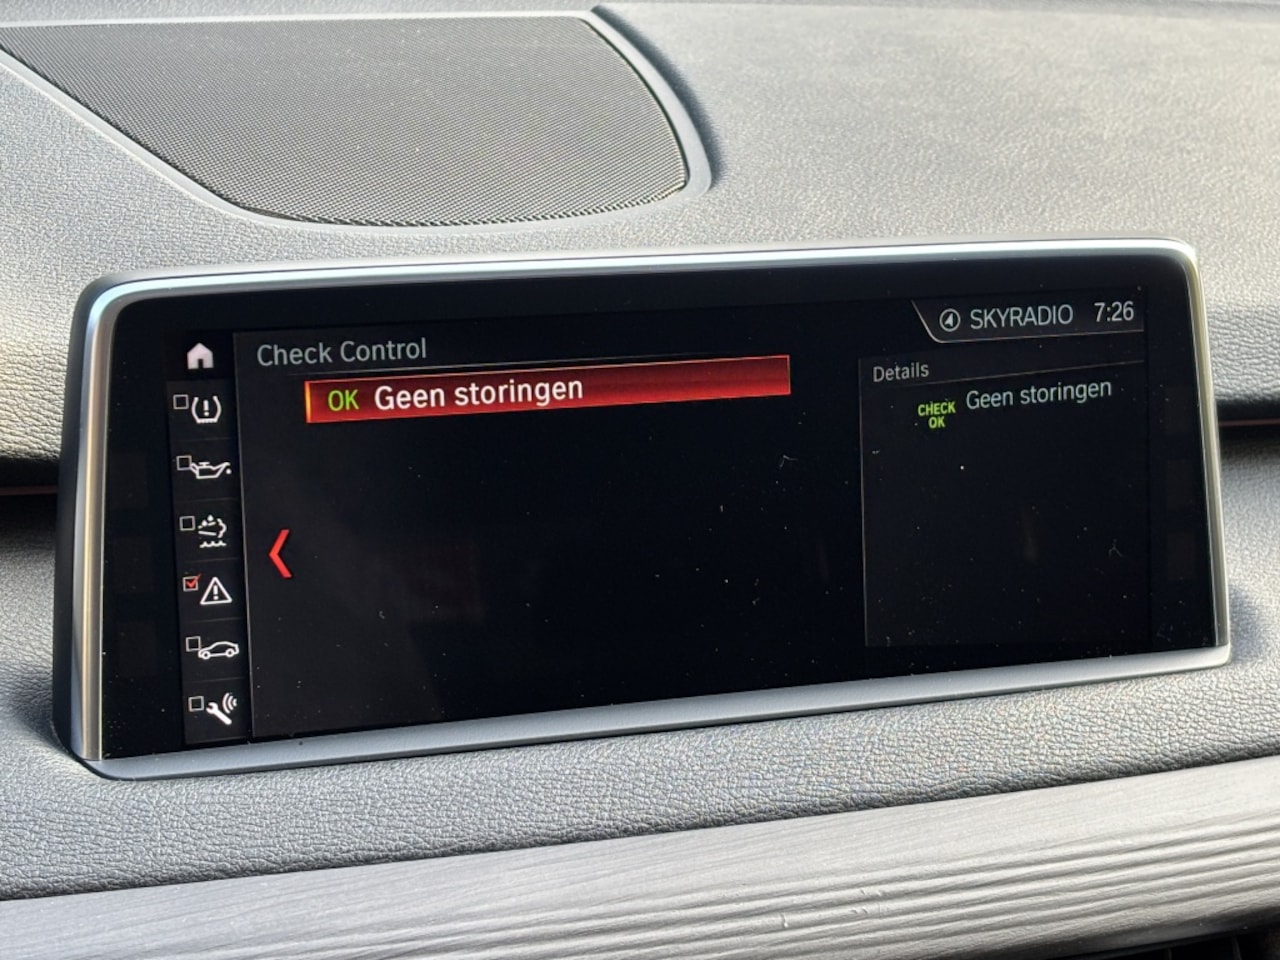 SKYRADIO 7:26
Check Control
OK Geen storingen
Details
CHECK OK Geen storingen